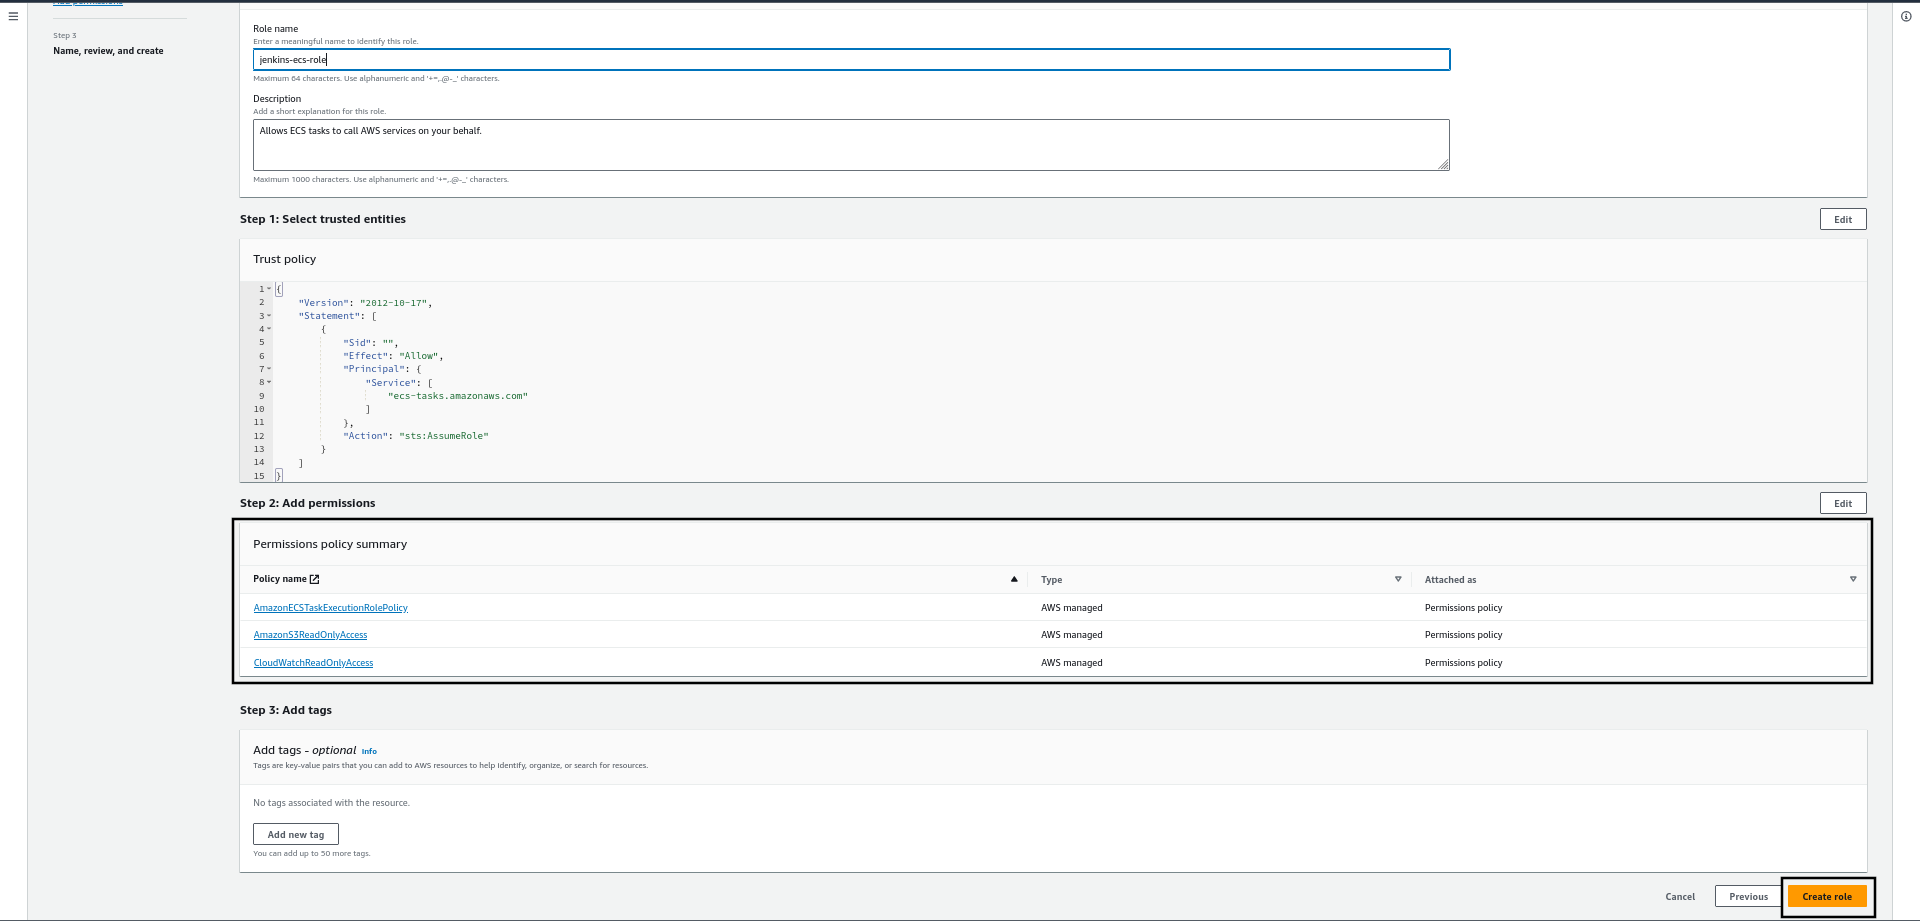 Add permissions
Step 3
Name, review, and create
Role name
Enter a meaningful name to identify this role.
jenkins-ecs-role
Maximum 64 characters. Use alphanumeric and '+=,.@-_' characters.
Description
Add a short explanation for this role.
Allows ECS tasks to call AWS services on your behalf.
Maximum 1000 characters. Use alphanumeric and '+=,.@-_' characters.
Step 1: Select trusted entities
Edit
Trust policy
1 {
2 "Version": "2012-10-17",
3 "Statement": [
4 {
5 "Sid": "",
6 "Effect": "Allow",
7 "Principal": {
8 "Service": [
9 "ecs-tasks.amazonaws.com"
10 ]
11 },
12 "Action": "sts:AssumeRole"
13 }
14 ]
15 }
Step 2: Add permissions
Edit
Permissions policy summary
Policy name Type Attached as
AmazonECSTaskExecutionRolePolicy AWS managed Permissions policy
AmazonS3ReadOnlyAccess AWS managed Permissions policy
CloudWatchReadOnlyAccess AWS managed Permissions policy
Step 3: Add tags
Add tags - optional Info
Tags are key-value pairs that you can add to AWS resources to help identify, organize, or search for resources.
No tags associated with the resource.
Add new tag
You can add up to 50 more tags.
Cancel Previous Create role